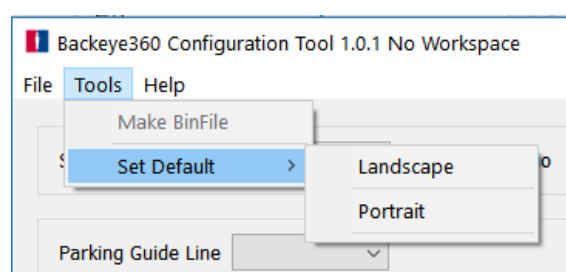 Backeye360 Configuration Tool 1.0.1 No Workspace
File Tools Help
Make BinFile
Set Default
Landscape
Portrait
Parking Guide Line